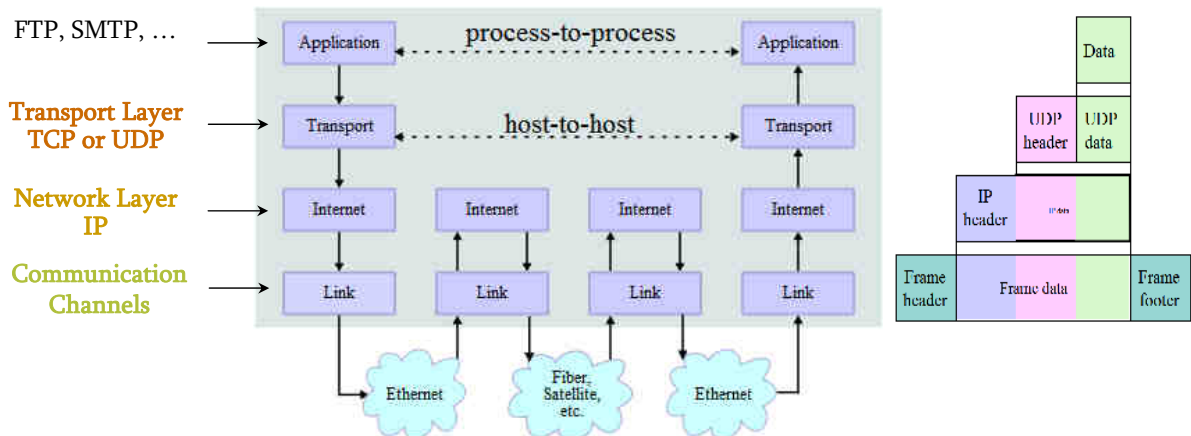 FTP, SMTP, …
Application
process-to-process
Application
Data
Transport Layer
TCP or UDP
Transport
host-to-host
Transport
UDP
header
UDP
data
Network Layer
IP
Internet
Internet
Internet
Internet
IP
header
IP data
Communication
Channels
Link
Link
Link
Link
Frame
header
Frame data
Frame
footer
Ethernet
Fiber,
Satellite,
etc.
Ethernet